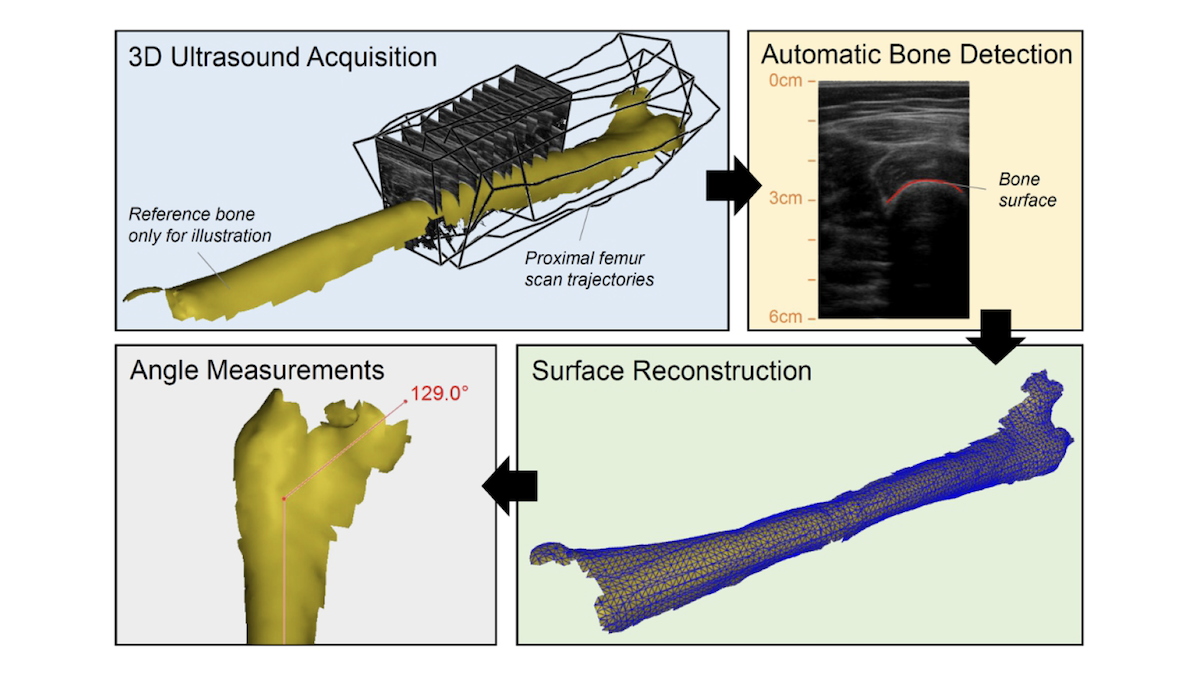 3D Ultrasound Acquisition
Reference bone
only for illustration
Proximal femur
scan trajectories
Automatic Bone Detection
0cm
3cm
6cm
Bone
surface
Angle Measurements
129.0°
Surface Reconstruction